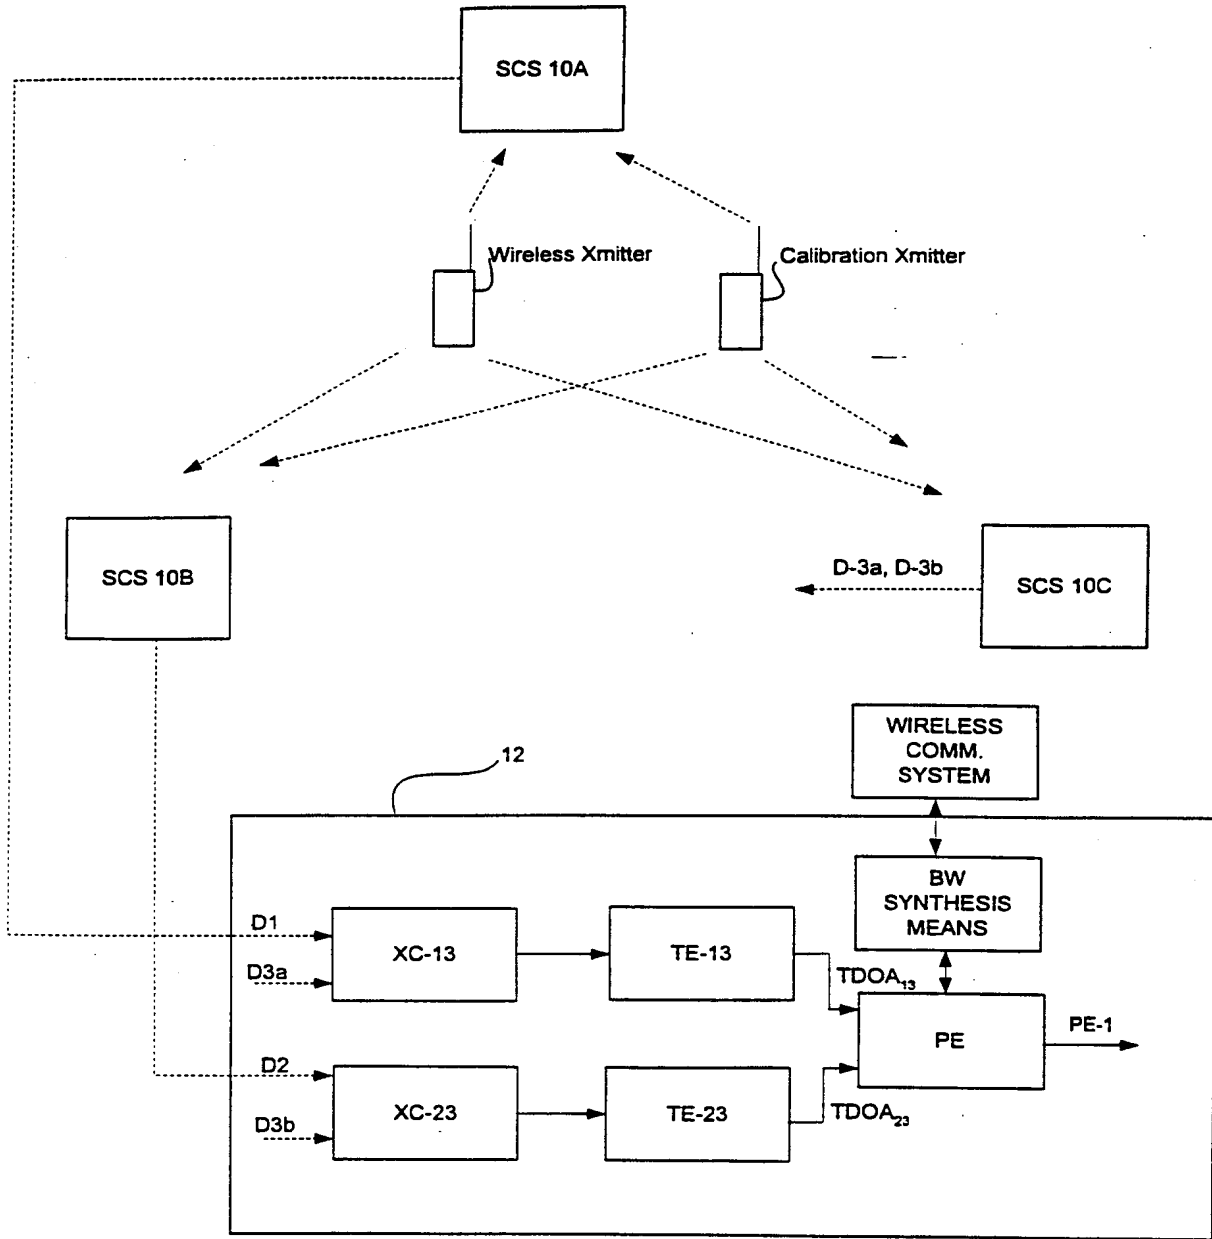 SCS 10A
Wireless Xmitter
Calibration Xmitter
SCS 10B
D-3a, D-3b
SCS 10C
WIRELESS
COMM.
SYSTEM
12
BW
SYNTHESIS
MEANS
D1
XC-13
TE-13
D3a
TDOA₁₃
PE
PE-1
D2
XC-23
TE-23
TDOA₂₃
D3b